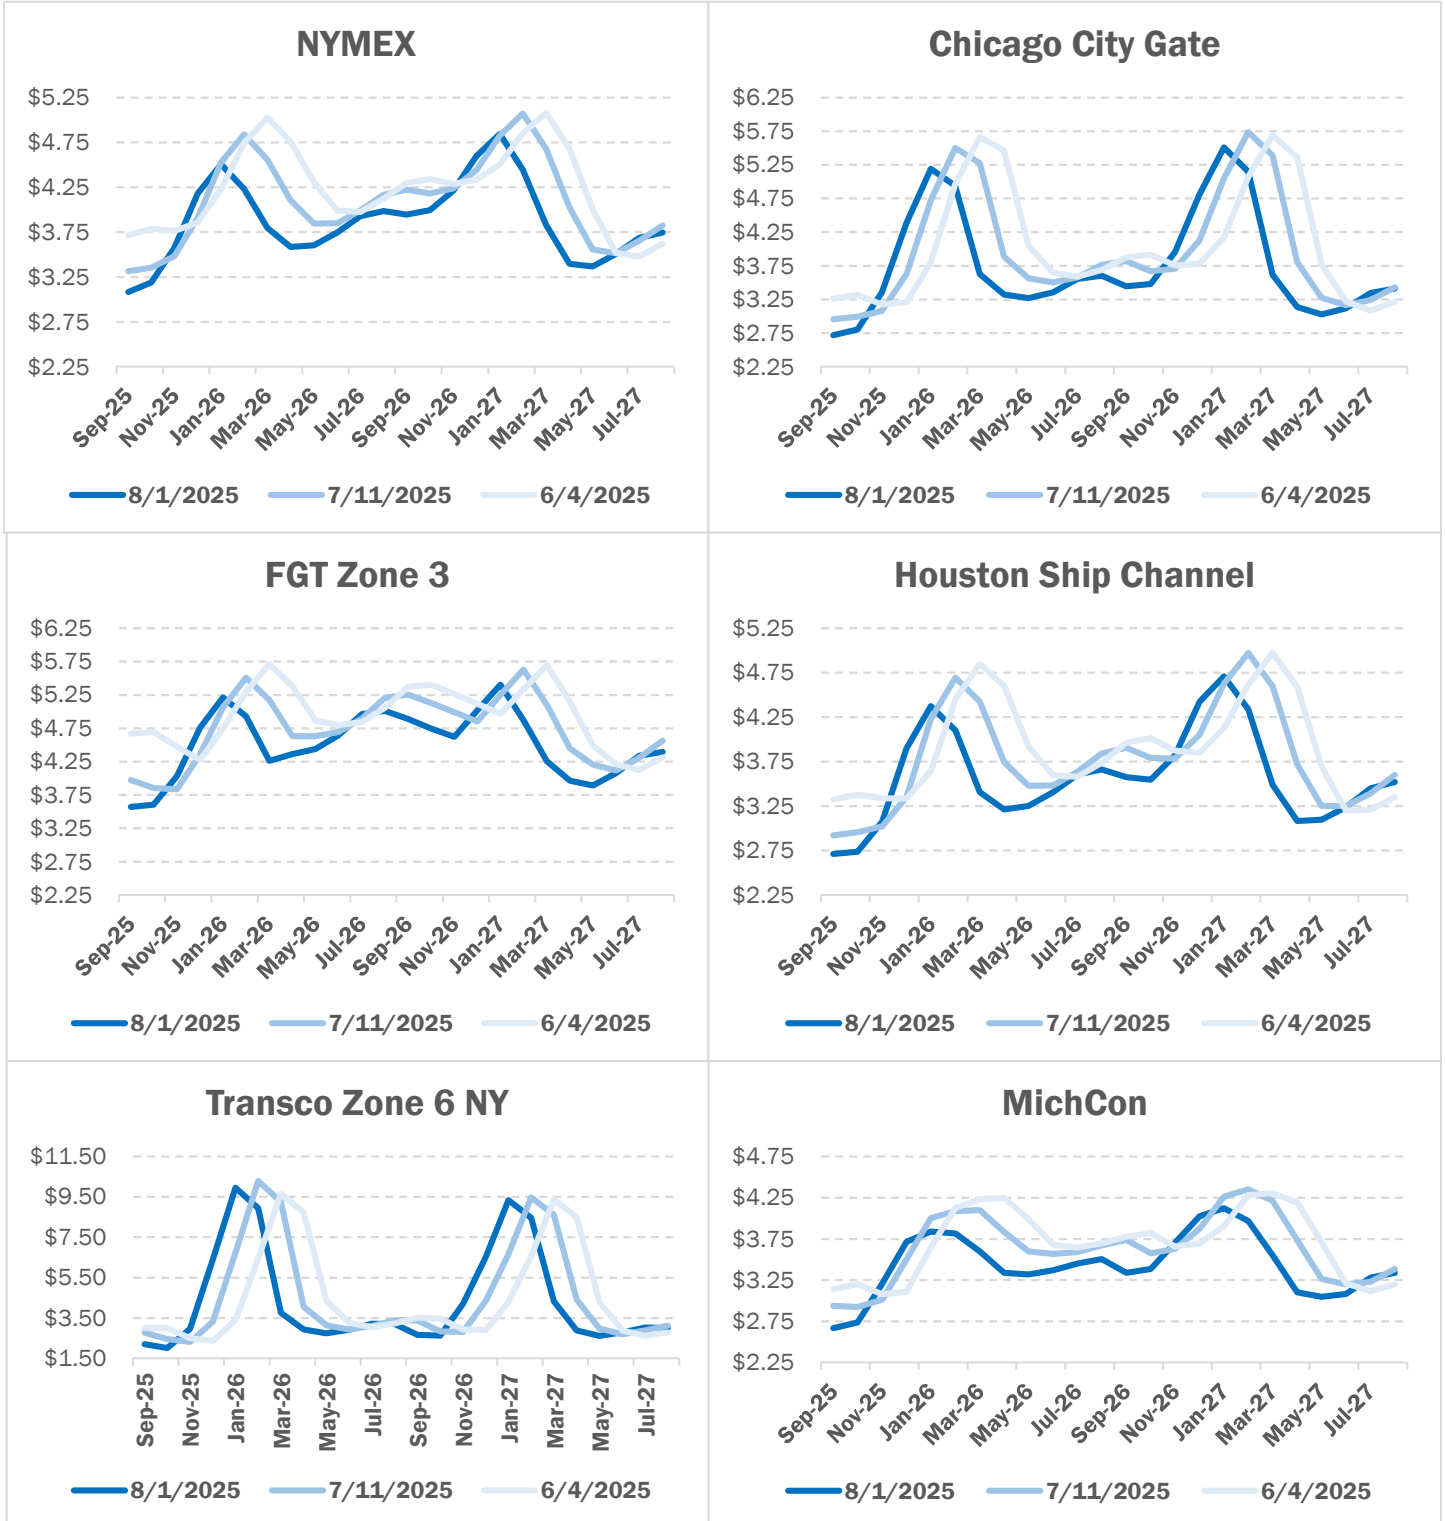 NYMEX
$5.25
$4.75
$4.25
$3.75
$3.25
$2.75
$2.25
Sep-25 Nov-25 Jan-26 Mar-26 May-26 Jul-26 Sep-26 Nov-26 Jan-27 Mar-27 May-27 Jul-27
8/1/2025 7/11/2025 6/4/2025
Chicago City Gate
$6.25
$5.75
$5.25
$4.75
$4.25
$3.75
$3.25
$2.75
$2.25
Sep-25 Nov-25 Jan-26 Mar-26 May-26 Jul-26 Sep-26 Nov-26 Jan-27 Mar-27 May-27 Jul-27
8/1/2025 7/11/2025 6/4/2025
FGT Zone 3
$6.25
$5.75
$5.25
$4.75
$4.25
$3.75
$3.25
$2.75
$2.25
Sep-25 Nov-25 Jan-26 Mar-26 May-26 Jul-26 Sep-26 Nov-26 Jan-27 Mar-27 May-27 Jul-27
8/1/2025 7/11/2025 6/4/2025
Houston Ship Channel
$5.25
$4.75
$4.25
$3.75
$3.25
$2.75
$2.25
Sep-25 Nov-25 Jan-26 Mar-26 May-26 Jul-26 Sep-26 Nov-26 Jan-27 Mar-27 May-27 Jul-27
8/1/2025 7/11/2025 6/4/2025
Transco Zone 6 NY
$11.50
$9.50
$7.50
$5.50
$3.50
$1.50
Sep-25 Nov-25 Jan-26 Mar-26 May-26 Jul-26 Sep-26 Nov-26 Jan-27 Mar-27 May-27 Jul-27
8/1/2025 7/11/2025 6/4/2025
MichCon
$4.75
$4.25
$3.75
$3.25
$2.75
$2.25
Sep-25 Nov-25 Jan-26 Mar-26 May-26 Jul-26 Sep-26 Nov-26 Jan-27 Mar-27 May-27 Jul-27
8/1/2025 7/11/2025 6/4/2025